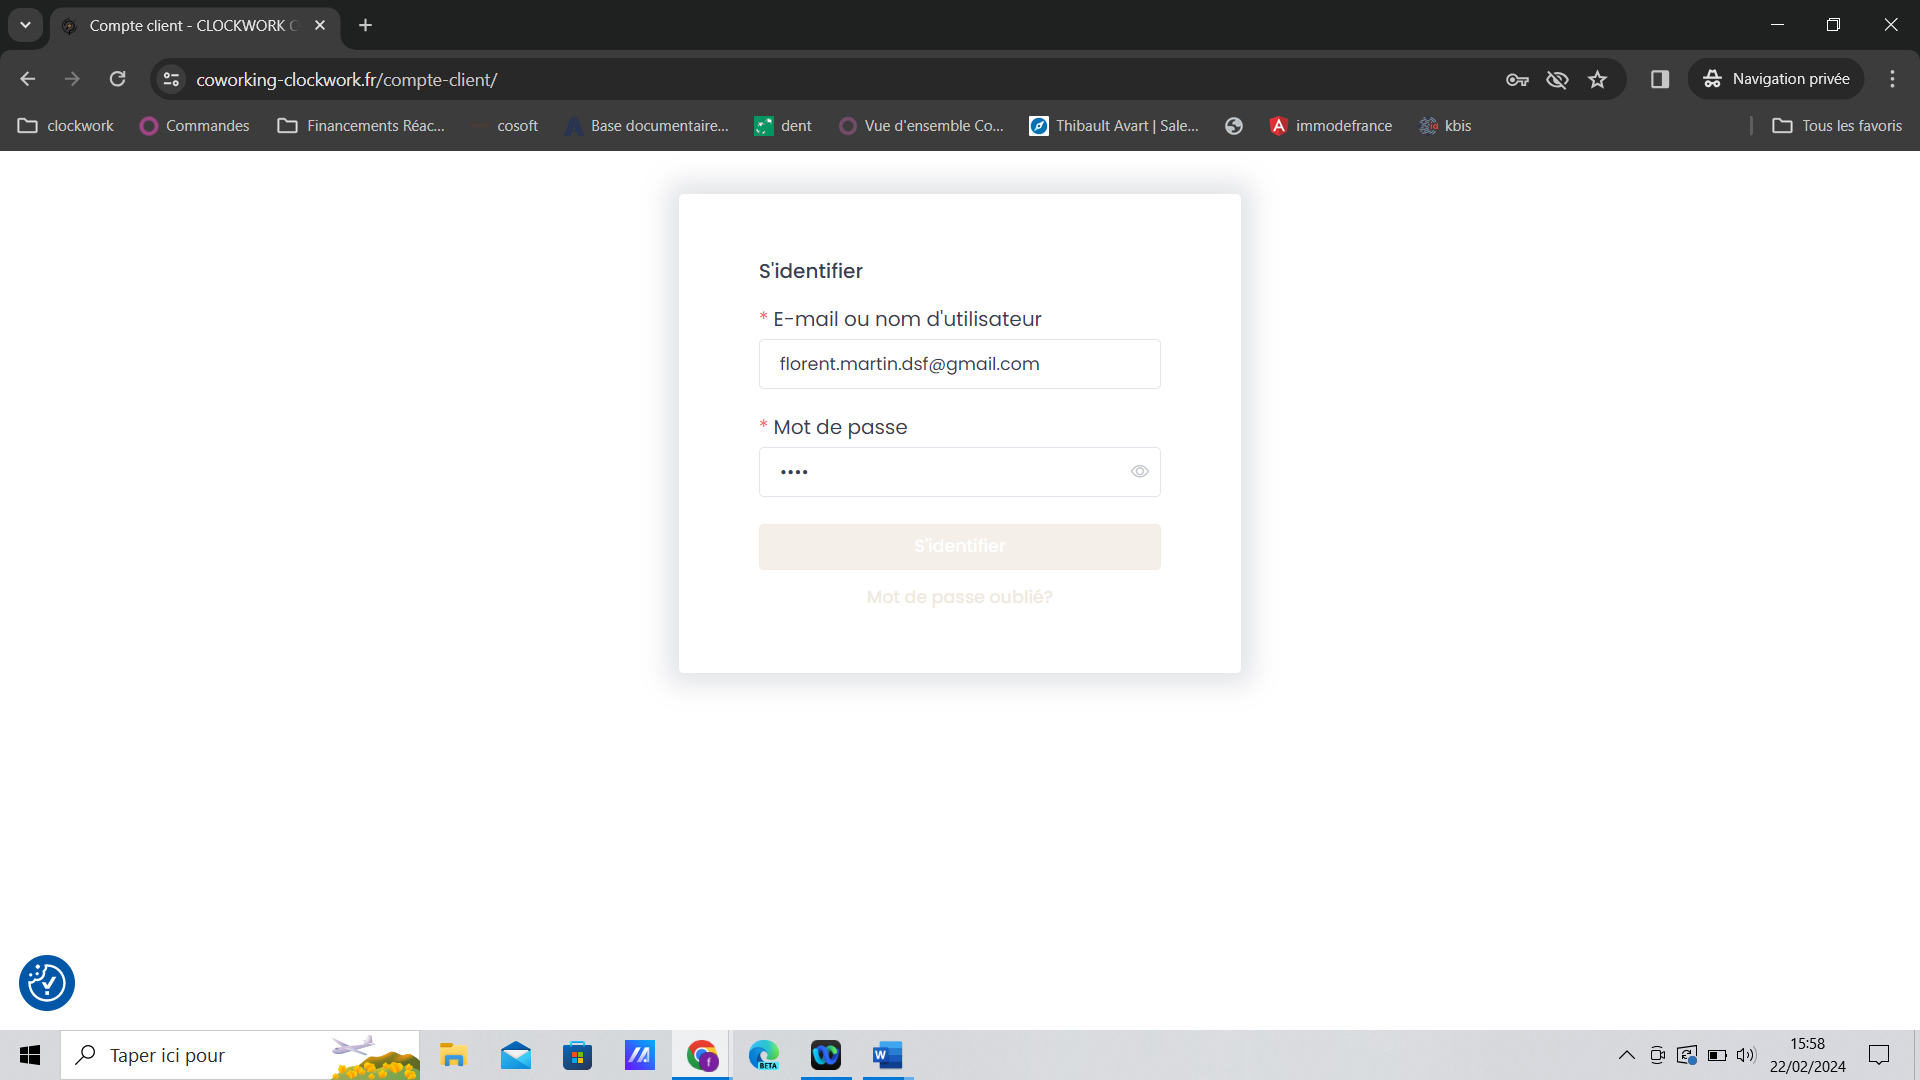 Compte client - CLOCKWORK C
coworking-clockwork.fr/compte-client/
Navigation privée
clockwork
Commandes
Financements Réac...
cosoft
Base documentaire...
dent
Vue d'ensemble Co...
Thibault Avart | Sale...
immodefrance
kbis
Tous les favoris
S'identifier
* E-mail ou nom d'utilisateur
florent.martin.dsf@gmail.com
* Mot de passe
••••
S'identifier
Mot de passe oublié?
Taper ici pour
f
BETA
W
15:58
22/02/2024